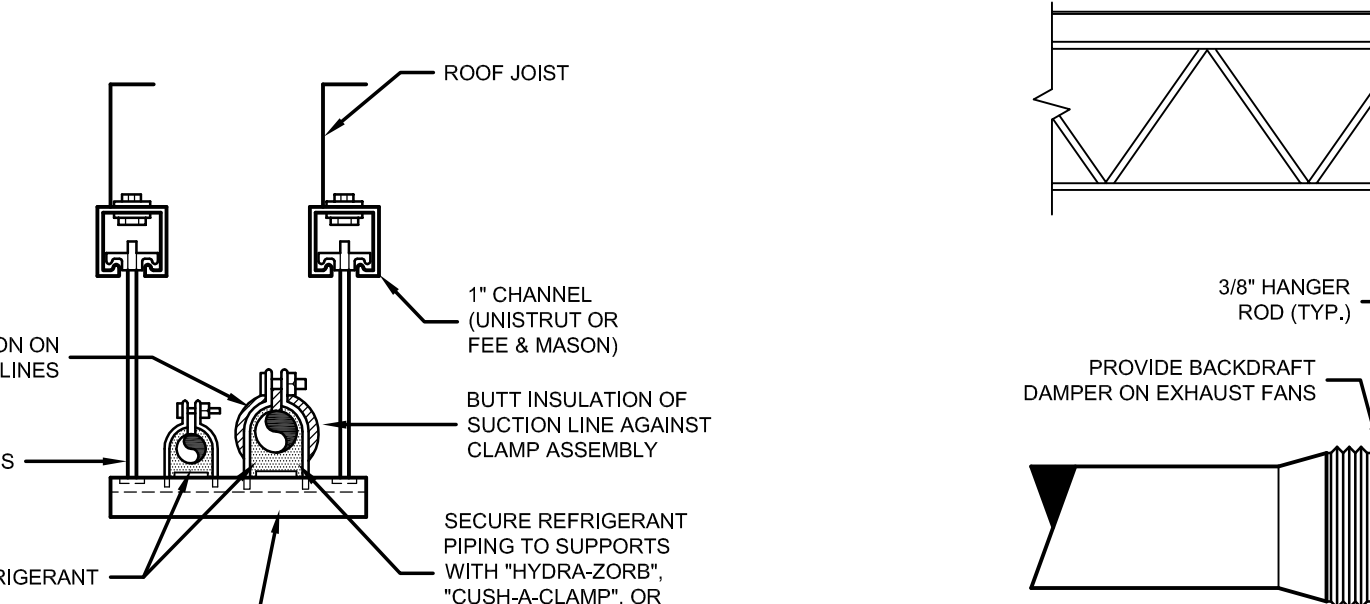 ROOF JOIST
1" CHANNEL
(UNISTRUT OR
FEE & MASON)
ON ON
LINES
BUTT INSULATION OF
SUCTION LINE AGAINST
CLAMP ASSEMBLY
S
SECURE REFRIGERANT
PIPING TO SUPPORTS
WITH "HYDRA-ZORB",
"CUSH-A-CLAMP", OR
RIGERANT
3/8" HANGER
ROD (TYP.)
PROVIDE BACKDRAFT
DAMPER ON EXHAUST FANS